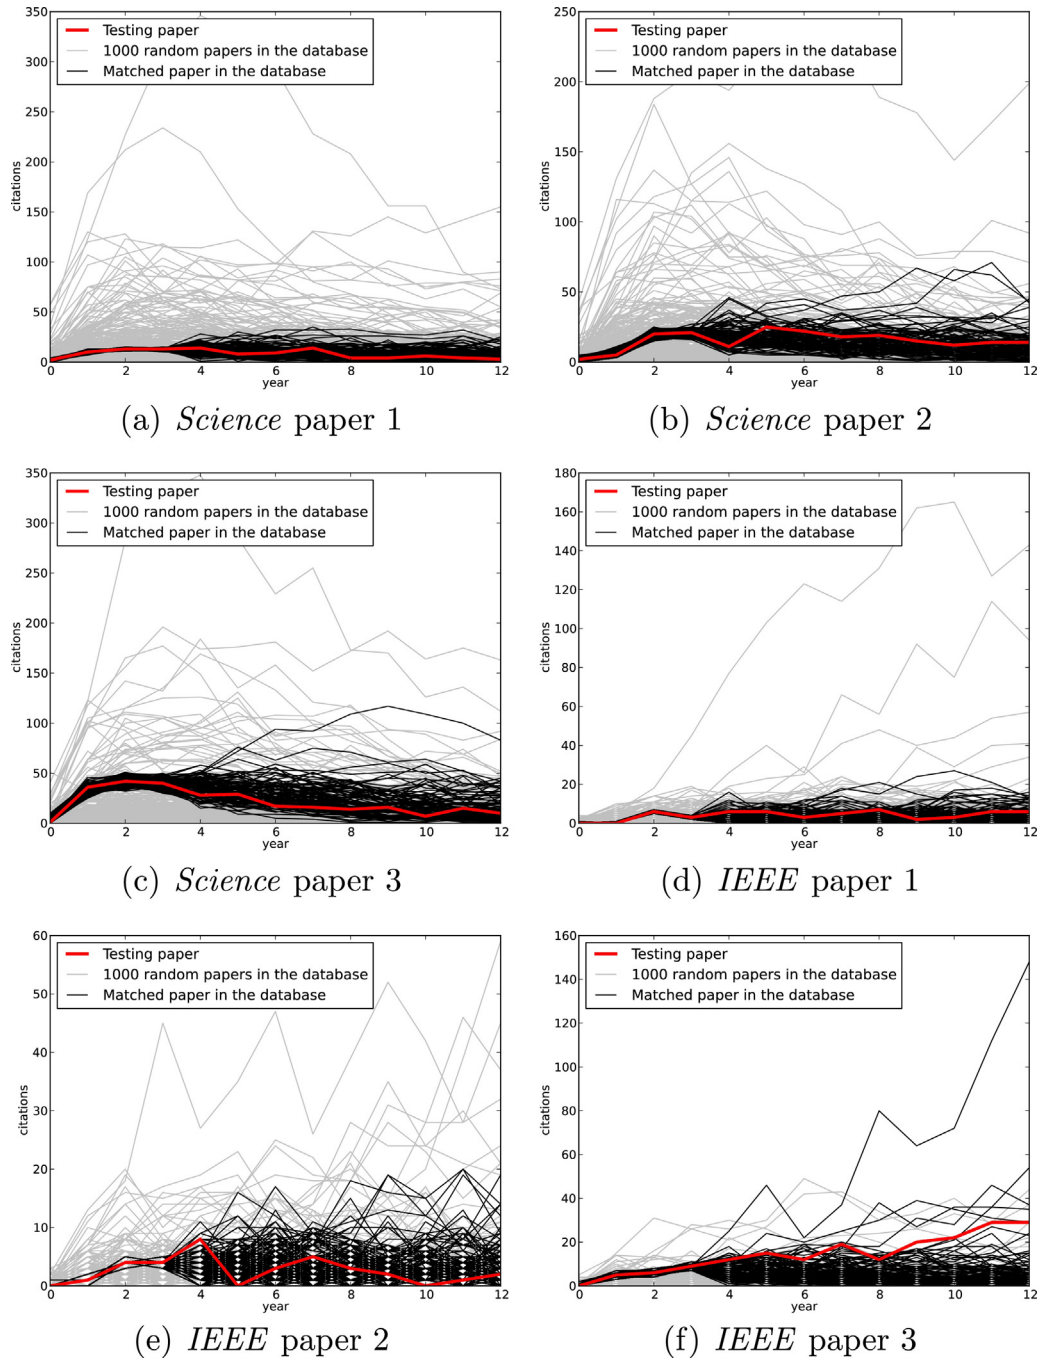 350
300
250
200
150
100
50
0
citations
Testing paper
1000 random papers in the database
Matched paper in the database
0 2 4 6 8 10 12
year
(a) Science paper 1
250
200
150
100
50
0
citations
Testing paper
1000 random papers in the database
Matched paper in the database
0 2 4 6 8 10 12
year
(b) Science paper 2
350
300
250
200
150
100
50
0
citations
Testing paper
1000 random papers in the database
Matched paper in the database
0 2 4 6 8 10 12
year
(c) Science paper 3
180
160
140
120
100
80
60
40
20
0
citations
Testing paper
1000 random papers in the database
Matched paper in the database
0 2 4 6 8 10 12
year
(d) IEEE paper 1
60
50
40
30
20
10
0
citations
Testing paper
1000 random papers in the database
Matched paper in the database
0 2 4 6 8 10 12
year
(e) IEEE paper 2
160
140
120
100
80
60
40
20
0
citations
Testing paper
1000 random papers in the database
Matched paper in the database
0 2 4 6 8 10 12
year
(f) IEEE paper 3